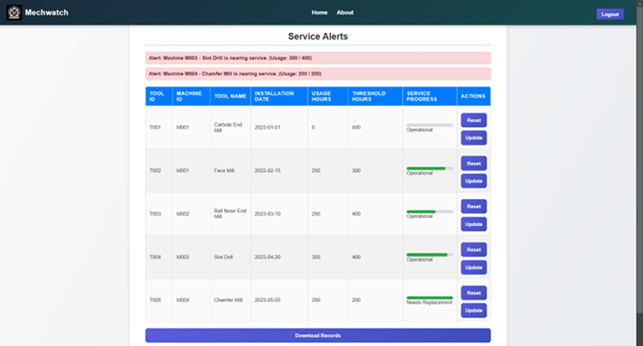 Mechwatch
Home About
Logout
Service Alerts
Alert: Machine M003 - Slot Drill is nearing service. (Usage: 350 / 400)
Alert: Machine M004 - Chamfer Mill is nearing service. (Usage: 200 / 200)
TOOL ID MACHINE ID TOOL NAME INSTALLATION DATE USAGE HOURS THRESHOLD HOURS SERVICE PROGRESS ACTIONS
T001 M001 Carbide End Mill 2023-01-01 0 500 Operational Reset Update
T002 M001 Face Mill 2023-02-15 250 300 Operational Reset Update
T003 M002 Ball Nose End Mill 2023-03-10 250 400 Operational Reset Update
T004 M003 Slot Drill 2023-04-20 350 400 Operational Reset Update
T005 M004 Chamfer Mill 2023-05-05 200 200 Needs Replacement Reset Update
Download Records